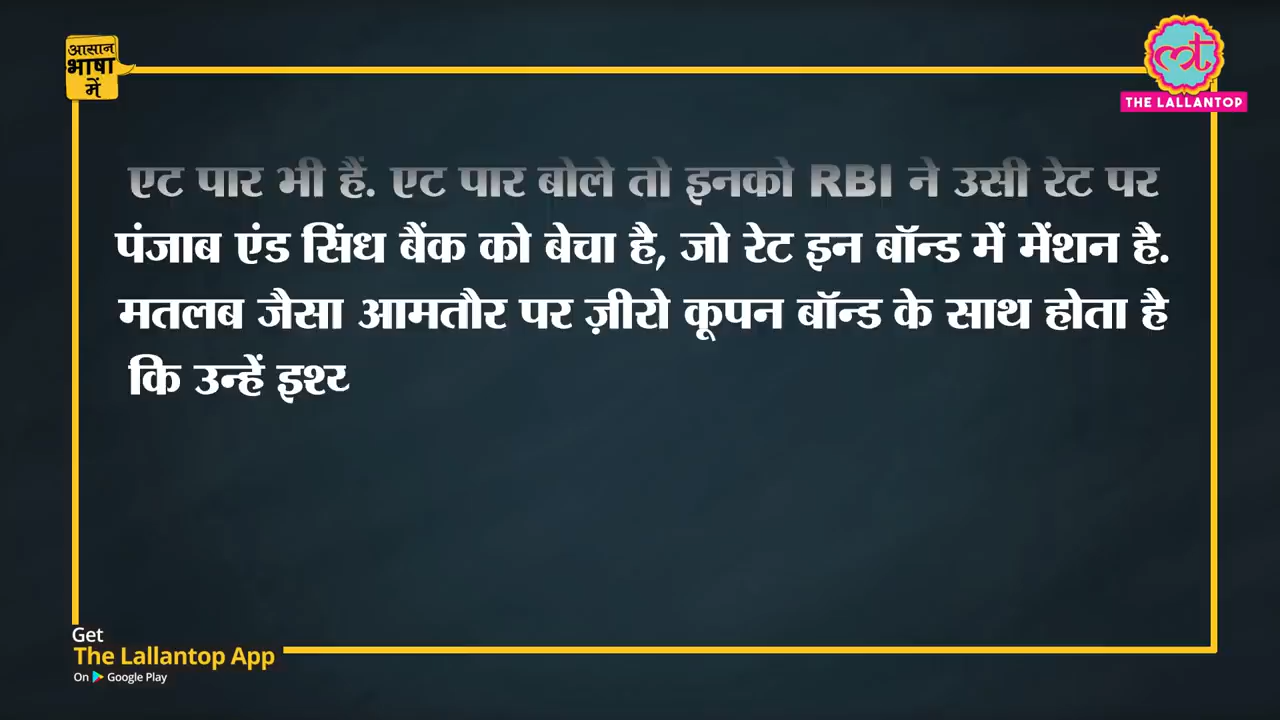 आसान
भाषा
में
THE LALLANTOP
एट पार भी हैं. एट पार बोले तो इनको RBI ने उसी रेट पर
पंजाब एंड सिंध बैंक को बेचा है, जो रेट इन बॉन्ड में मेंशन है.
मतलब जैसा आमतौर पर ज़ीरो कूपन बॉन्ड के साथ होता है
कि उन्हें
Get
The Lallantop App
On Google Play